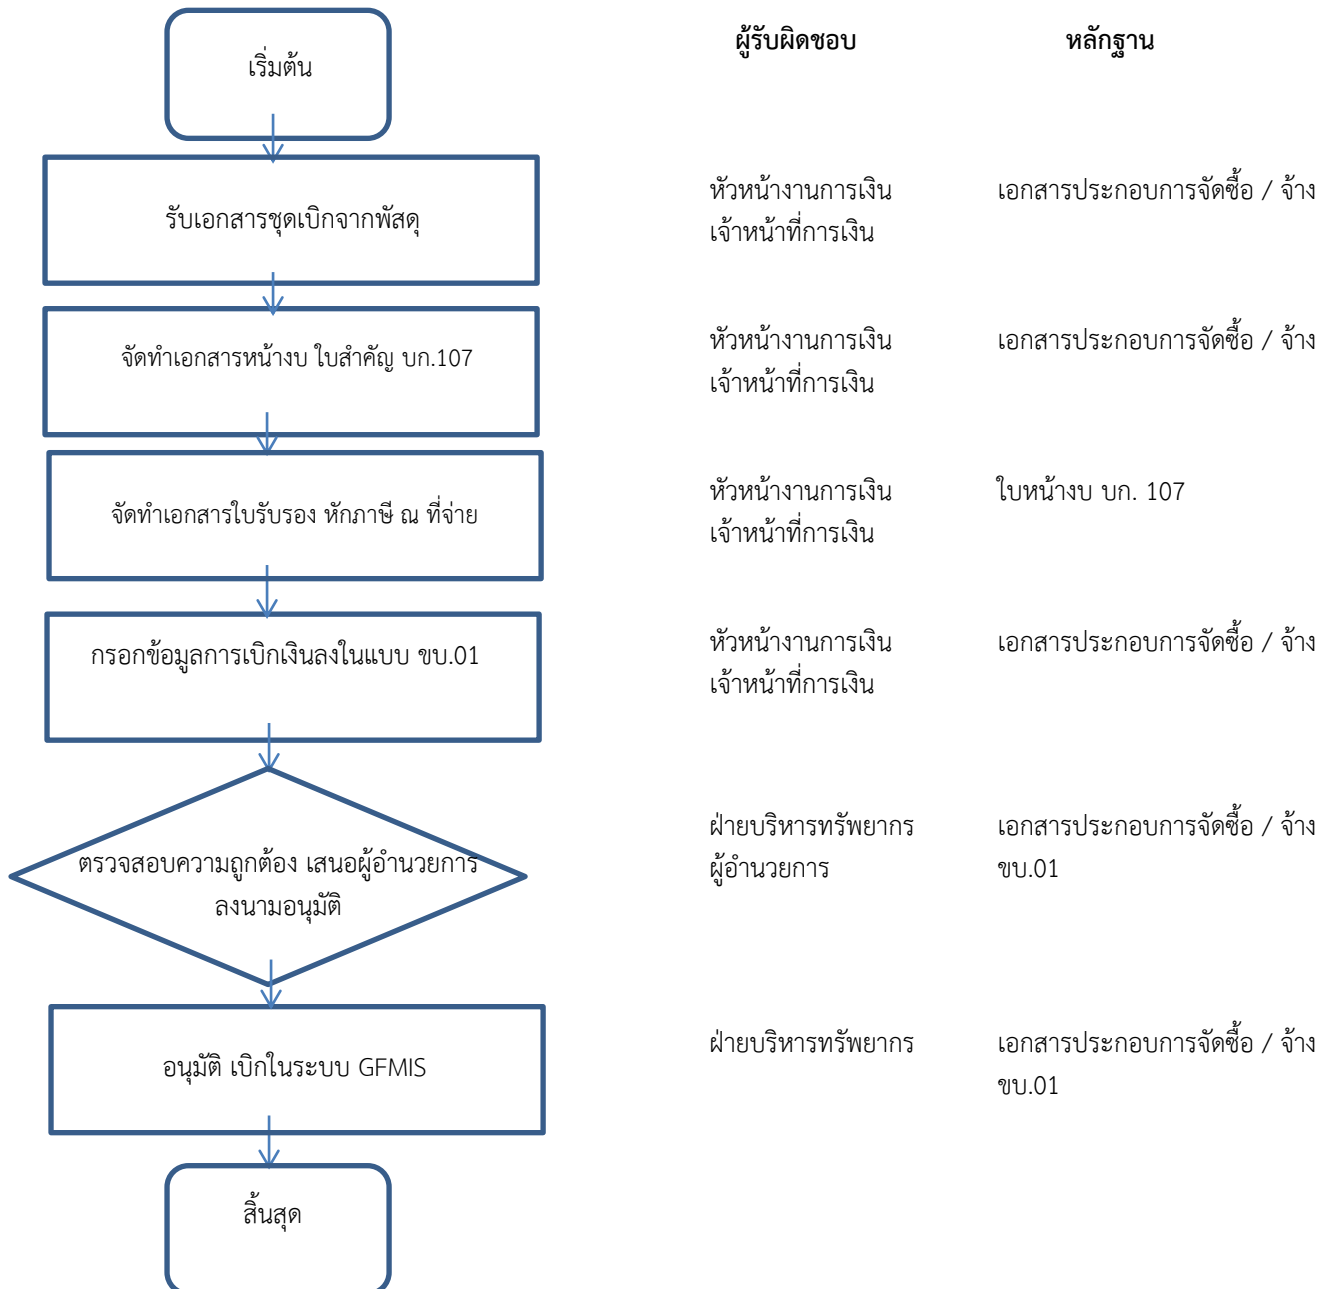 ผู้รับผิดชอบ หลักฐาน
เริ่มต้น
รับเอกสารชุดเบิกจากพัสดุ
หัวหน้างานการเงิน เอกสารประกอบการจัดซื้อ / จ้าง
เจ้าหน้าที่การเงิน
จัดทำเอกสารหน้างบ ใบสำคัญ บก.107
หัวหน้างานการเงิน เอกสารประกอบการจัดซื้อ / จ้าง
เจ้าหน้าที่การเงิน
จัดทำเอกสารใบรับรอง หักภาษี ณ ที่จ่าย
หัวหน้างานการเงิน ใบหน้างบ บก. 107
เจ้าหน้าที่การเงิน
กรอกข้อมูลการเบิกเงินลงในแบบ ขบ.01
หัวหน้างานการเงิน เอกสารประกอบการจัดซื้อ / จ้าง
เจ้าหน้าที่การเงิน
ตรวจสอบความถูกต้อง เสนอผู้อำนวยการ
ลงนามอนุมัติ
ฝ่ายบริหารทรัพยากร เอกสารประกอบการจัดซื้อ / จ้าง
ผู้อำนวยการ ขบ.01
อนุมัติ เบิกในระบบ GFMIS
ฝ่ายบริหารทรัพยากร เอกสารประกอบการจัดซื้อ / จ้าง
ขบ.01
สิ้นสุด